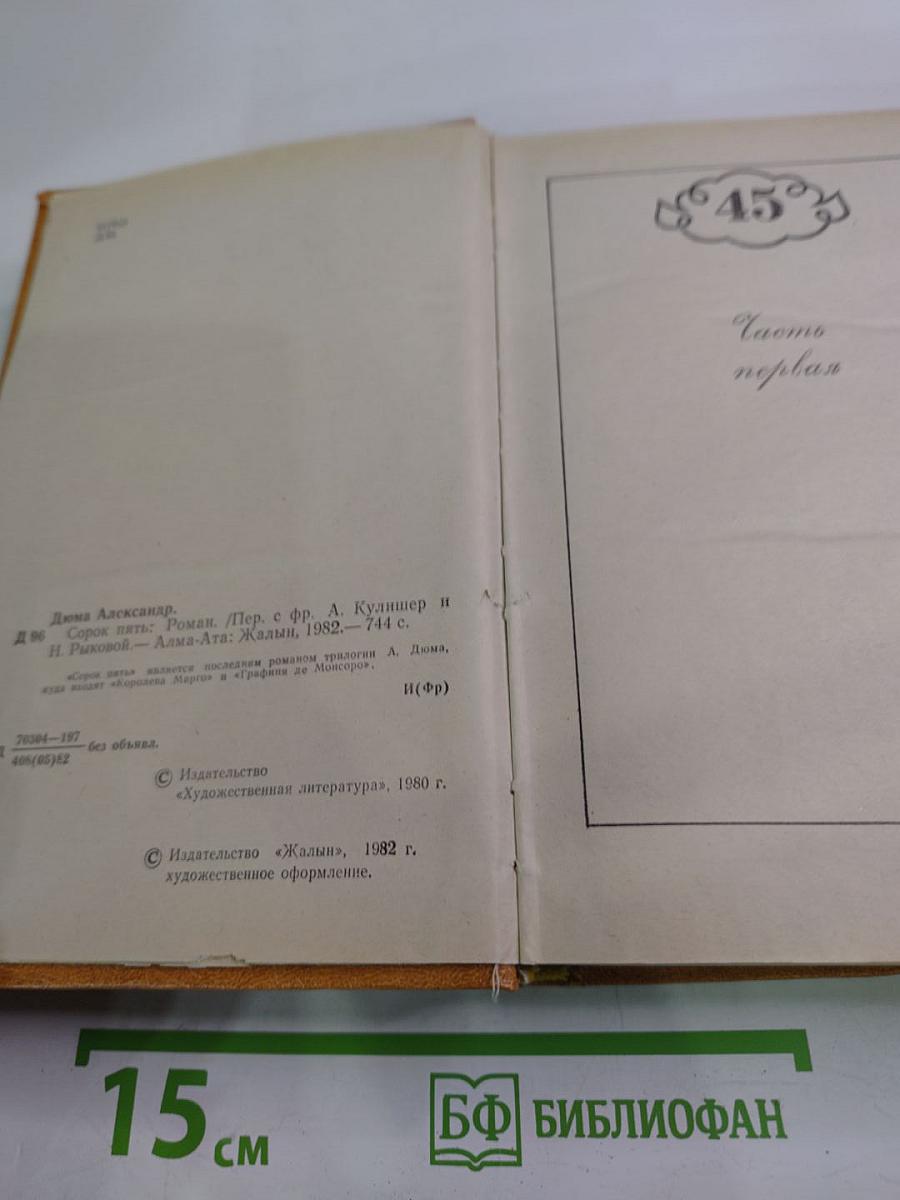 Дюма Александр.
Д 96 Сорок пять: Роман. /Пер. с фр. А. Кулишер и
Н. Рыковой.— Алма-Ата: Жалын, 1982.— 744 с.
«Сорок пять» является последним романом трилогии А. Дюма,
куда входят «Королева Марго» и «Графиня де Монсоро».
И(Фр)
70304—197
408(05)82
без объявл.
© Издательство
«Художественная литература», 1980 г.
© Издательство «Жалын», 1982 г.
художественное оформление.
45
Часть
первая
15 см
БФ БИБЛИОФАН